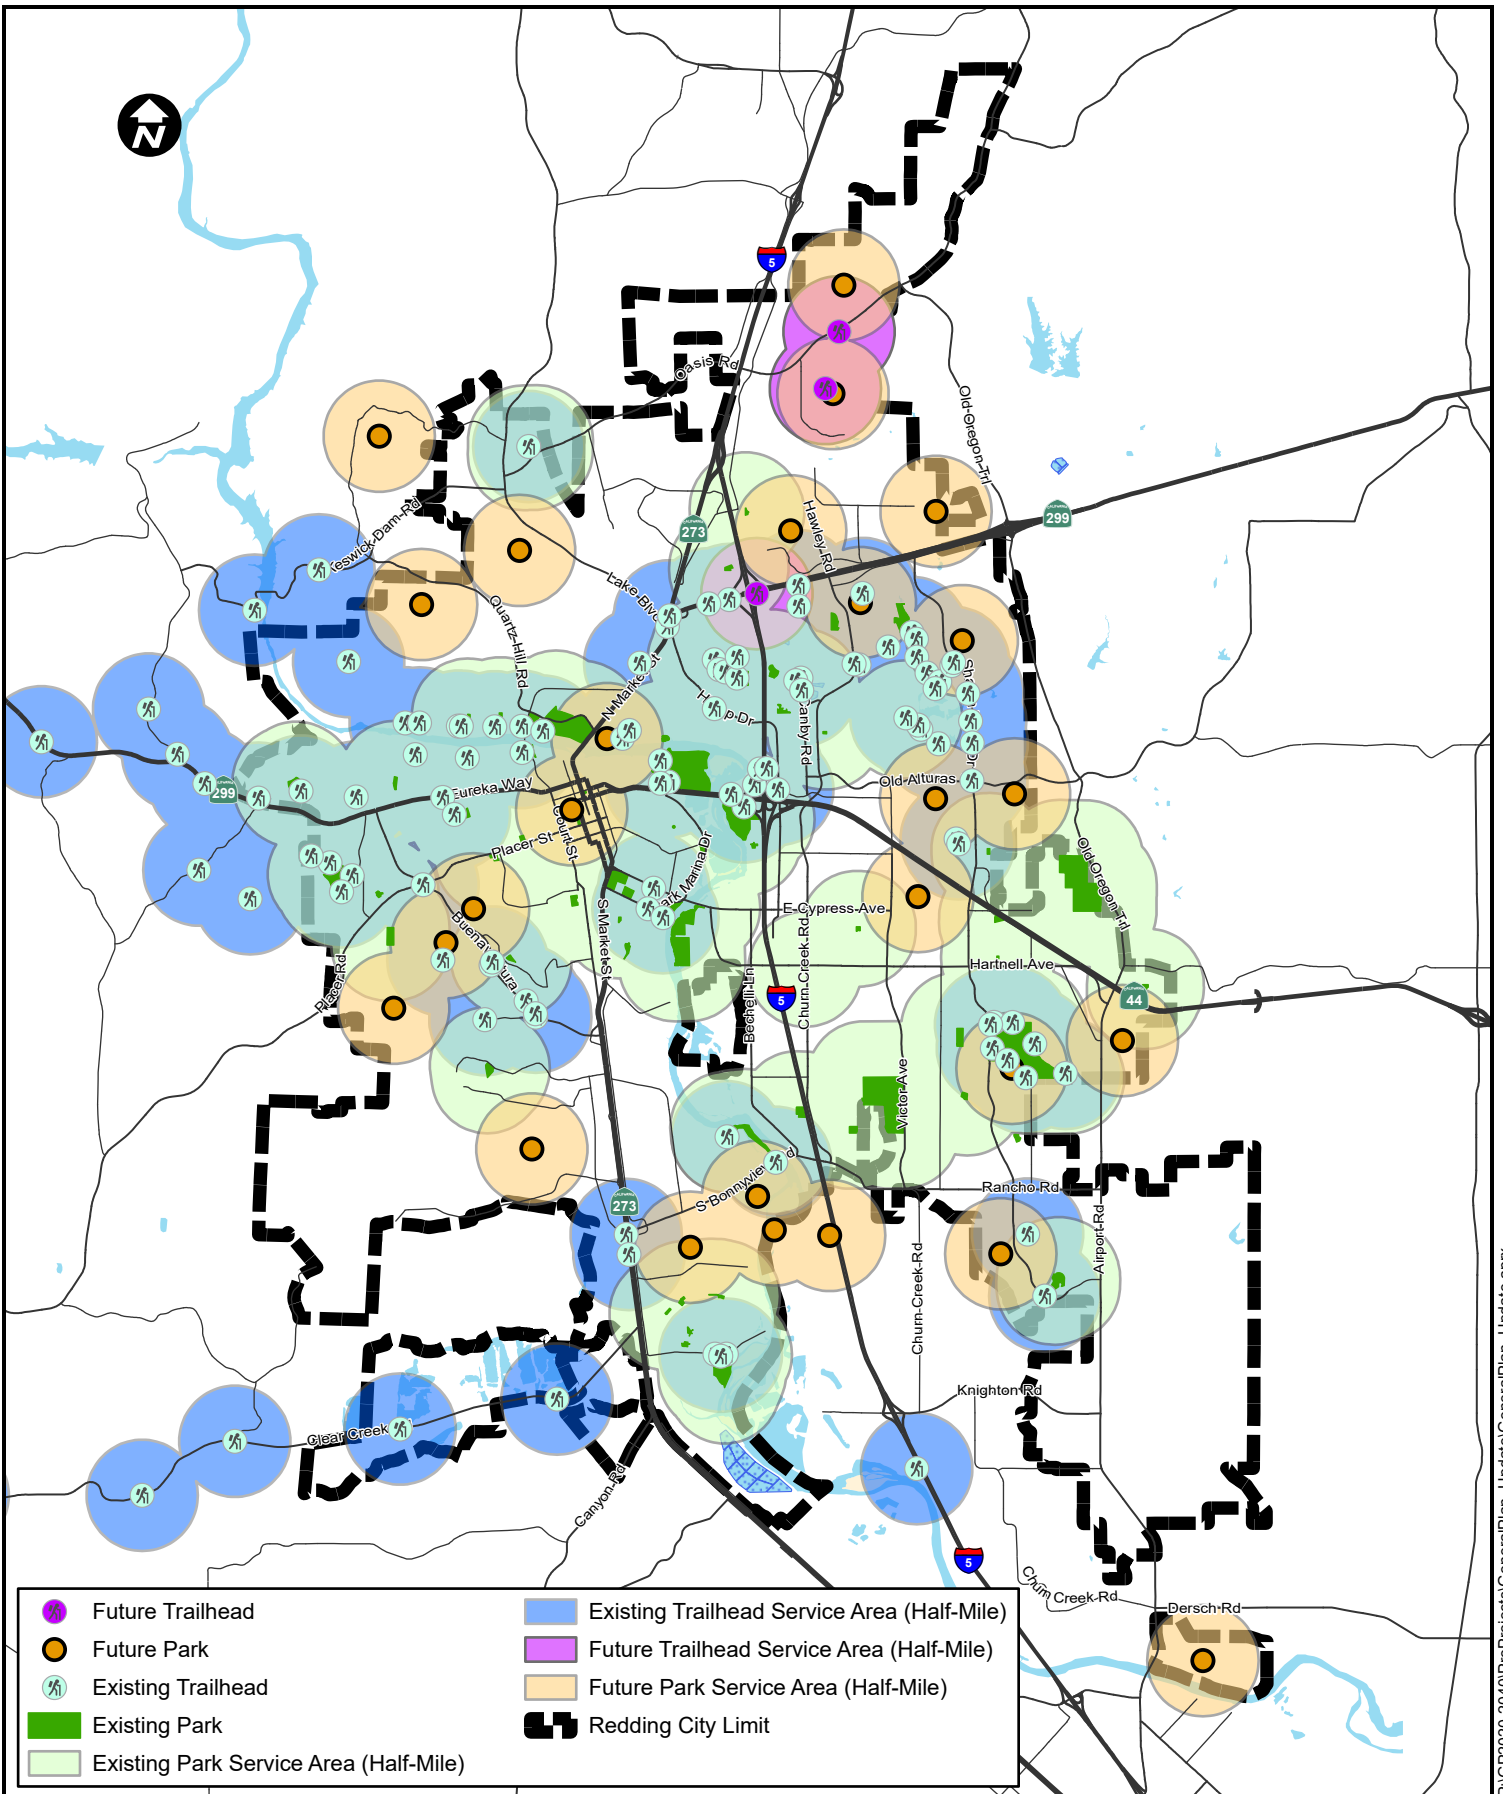 N
5
Oasis Rd
Old Oregon Trl
299
273
Hawley Rd
Keswick-Dam-Rd
Lake Blvd
Quartz-Hill Rd
N Market St
Canby Rd
Old Alturas
299
Eureka Way
Court St
Placer St
Park Marina Dr
Old Oregon Trl
S Market St
E Cypress Ave
Hartnell Ave
Placer Rd
Bechelli Ln
Churn-Creek-Rd
5
44
Victor Ave
S Bonnyview Rd
Rancho Rd
273
Airport Rd
Churn-Creek-Rd
Knighton Rd
Clear Creek
Canyon Rd
5
Churn Creek Rd
Dersch Rd
Future Trailhead
Future Park
Existing Trailhead
Existing Park
Existing Park Service Area (Half-Mile)
Existing Trailhead Service Area (Half-Mile)
Future Trailhead Service Area (Half-Mile)
Future Park Service Area (Half-Mile)
Redding City Limit